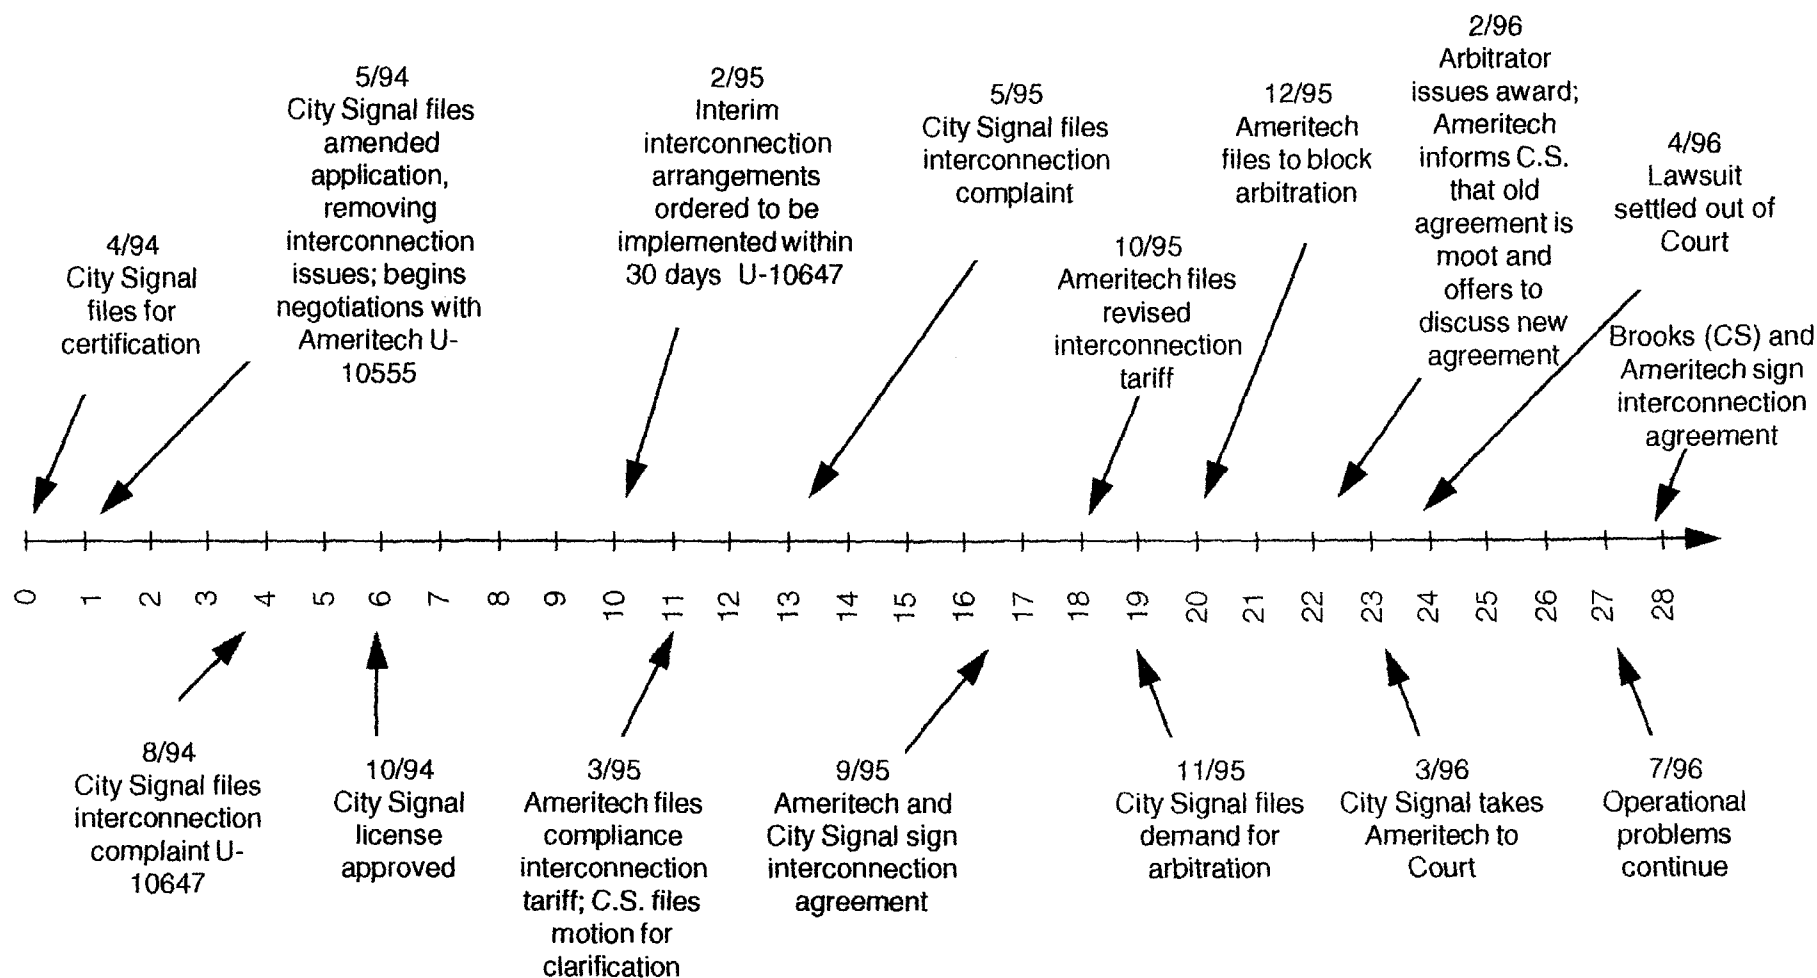 4/94
City Signal
files for
certification
5/94
City Signal files
amended
application,
removing
interconnection
issues; begins
negotiations with
Ameritech U-
10555
2/95
Interim
interconnection
arrangements
ordered to be
implemented within
30 days U-10647
5/95
City Signal files
interconnection
complaint
10/95
Ameritech files
revised
interconnection
tariff
12/95
Ameritech
files to block
arbitration
2/96
Arbitrator
issues award;
Ameritech
informs C.S.
that old
agreement is
moot and
offers to
discuss new
agreement
4/96
Lawsuit
settled out of
Court
Brooks (CS) and
Ameritech sign
interconnection
agreement
0 1 2 3 4 5 6 7 8 9 10 11 12 13 14 15 16 17 18 19 20 21 22 23 24 25 26 27 28
8/94
City Signal files
interconnection
complaint U-
10647
10/94
City Signal
license
approved
3/95
Ameritech files
compliance
interconnection
tariff; C.S. files
motion for
clarification
9/95
Ameritech and
City Signal sign
interconnection
agreement
11/95
City Signal files
demand for
arbitration
3/96
City Signal takes
Ameritech to
Court
7/96
Operational
problems
continue